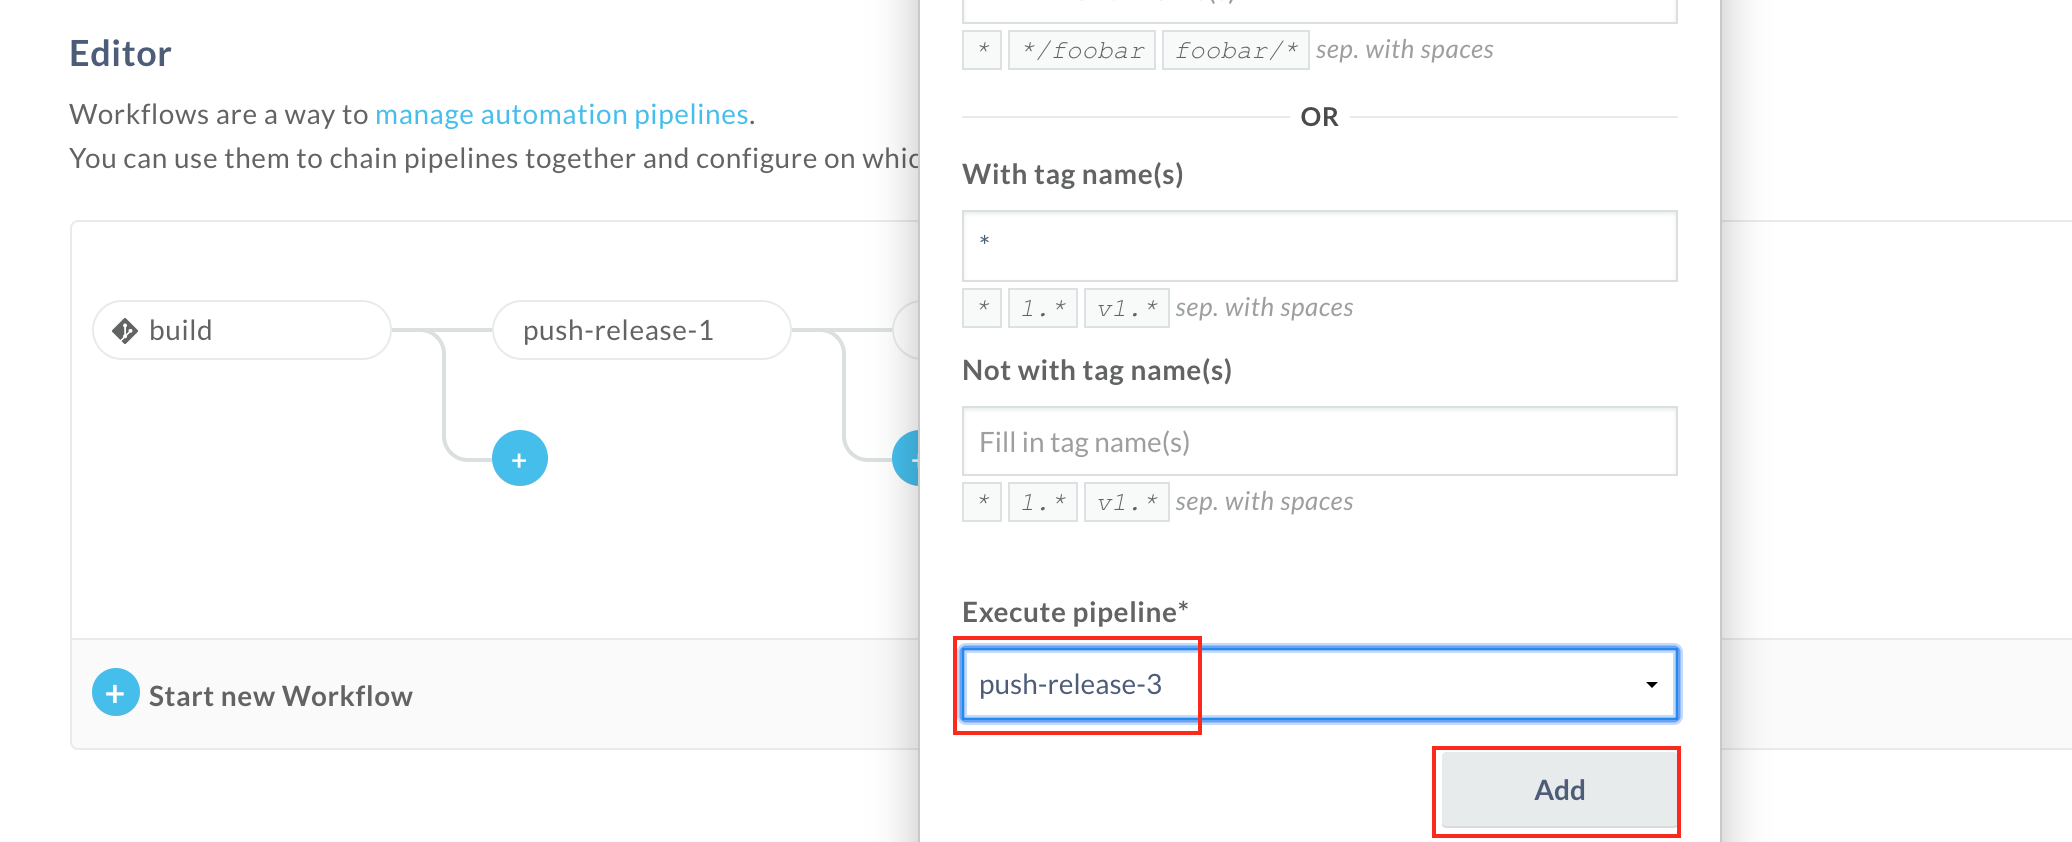 Editor
Workflows are a way to manage automation pipelines.
You can use them to chain pipelines together and configure on
build
push-release-1
+
+
Start new Workflow
* */foobar foobar/* sep. with spaces
OR
With tag name(s)
*
* 1.* v1.* sep. with spaces
Not with tag name(s)
Fill in tag name(s)
* 1.* v1.* sep. with spaces
Execute pipeline*
push-release-3
Add